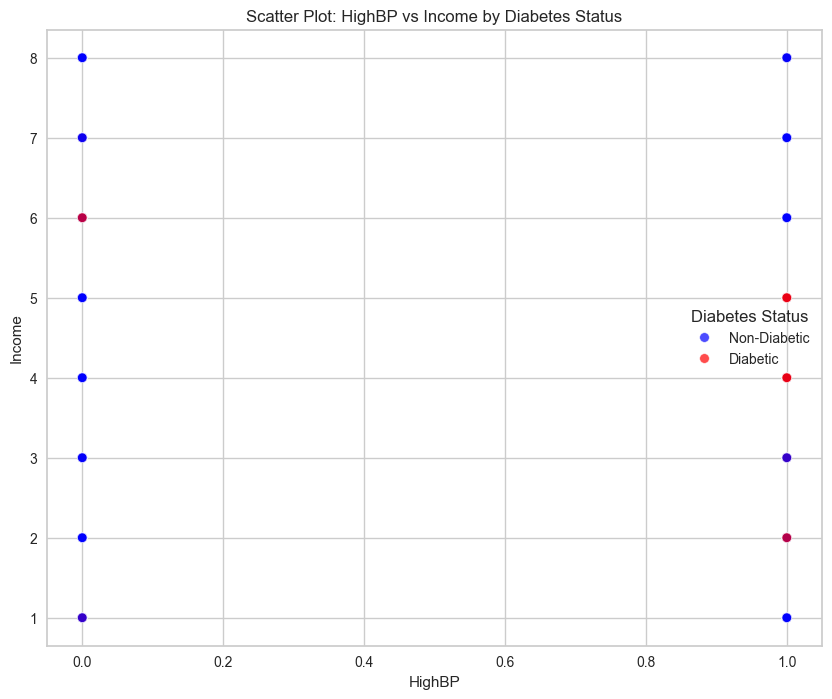 Scatter Plot: HighBP vs Income by Diabetes Status
8
7
6
5
4
3
2
1
Income
Diabetes Status
Non-Diabetic
Diabetic
0.0 0.2 0.4 0.6 0.8 1.0
HighBP